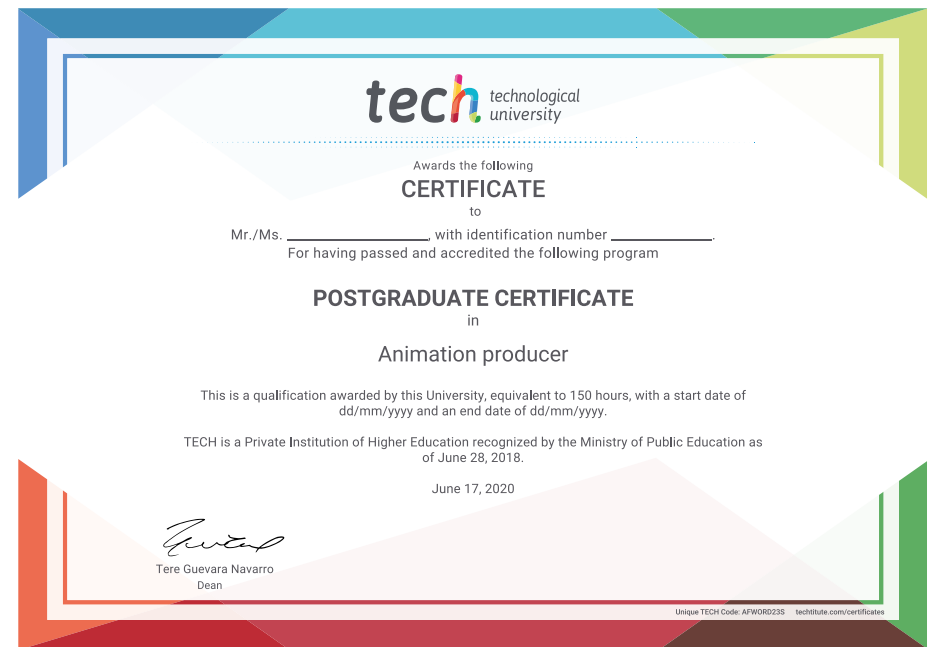 tech technological
university
Awards the following
CERTIFICATE
to
Mr./Ms. ____________________, with identification number ______________.
For having passed and accredited the following program
POSTGRADUATE CERTIFICATE
in
Animation producer
This is a qualification awarded by this University, equivalent to 150 hours, with a start date of
dd/mm/yyyy and an end date of dd/mm/yyyy.
TECH is a Private Institution of Higher Education recognized by the Ministry of Public Education as
of June 28, 2018.
June 17, 2020
Tere Guevara Navarro
Dean
Unique TECH Code: AFWORD23S techtitute.com/certificates